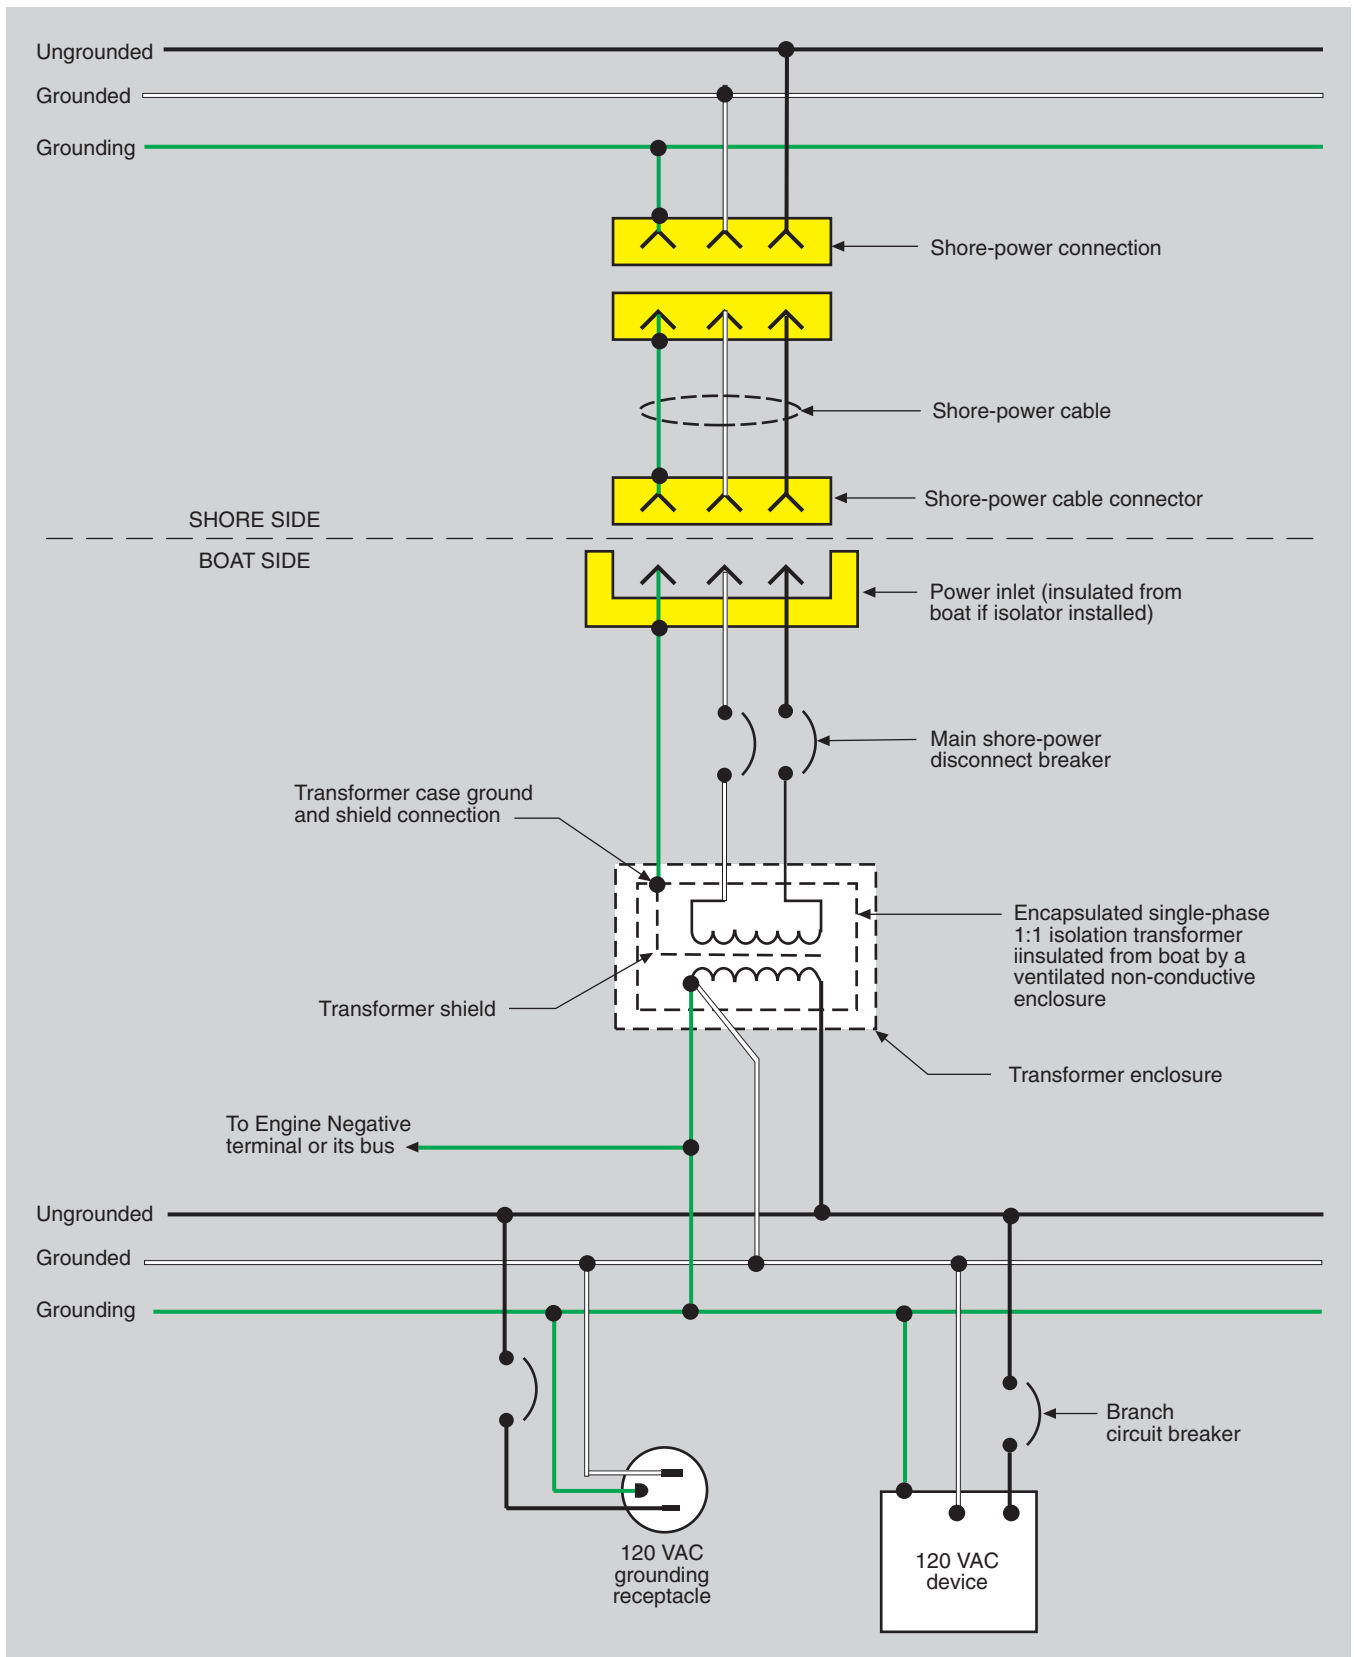 Ungrounded
Grounded
Grounding
Shore-power connection
Shore-power cable
Shore-power cable connector
SHORE SIDE
BOAT SIDE
Power inlet (insulated from
boat if isolator installed)
Main shore-power
disconnect breaker
Transformer case ground
and shield connection
Encapsulated single-phase
1:1 isolation transformer
iinsulated from boat by a
ventilated non-conductive
enclosure
Transformer shield
Transformer enclosure
To Engine Negative
terminal or its bus
Ungrounded
Grounded
Grounding
Branch
circuit breaker
120 VAC
grounding
receptacle
120 VAC
device